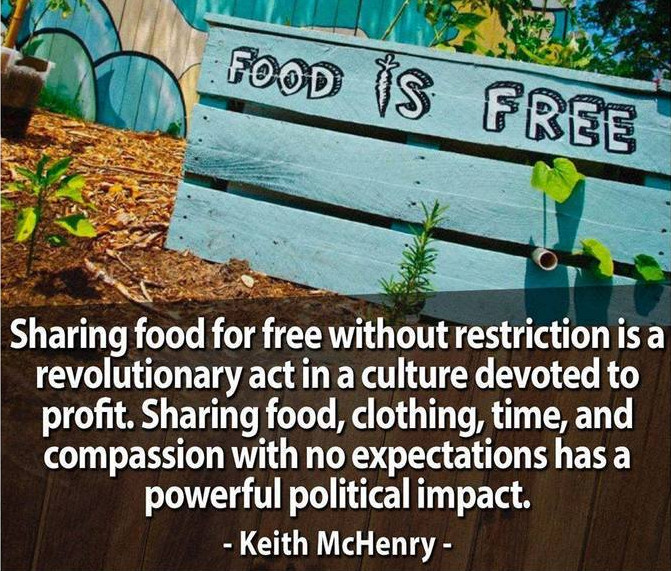 FOOD IS FREE
Sharing food for free without restriction is a
revolutionary act in a culture devoted to
profit. Sharing food, clothing, time, and
compassion with no expectations has a
powerful political impact.
- Keith McHenry -